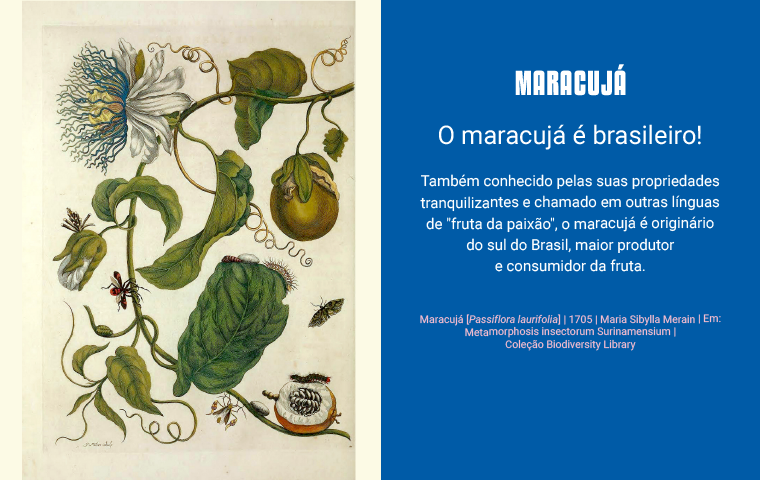 MARACUJÁ
O maracujá é brasileiro!
Também conhecido pelas suas propriedades
tranquilizantes e chamado em outras línguas
de "fruta da paixão", o maracujá é originário
do sul do Brasil, maior produtor
e consumidor da fruta.
Maracujá [Passiflora laurifolia] | 1705 | Maria Sibylla Merain | Em:
Metamorphosis insectorum Surinamensium |
Coleção Biodiversity Library